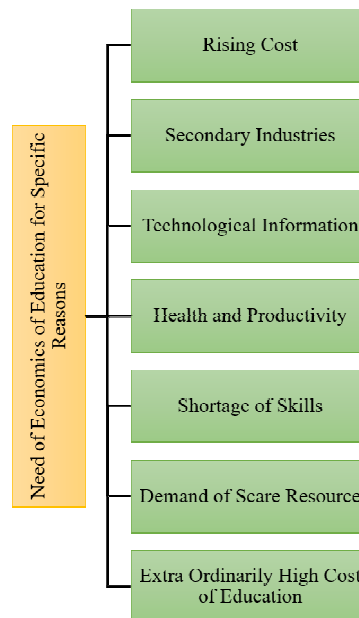 Need of Economics of Education for Specific
Reasons
Rising Cost
Secondary Industries
Technological Information
Health and Productivity
Shortage of Skills
Demand of Scare Resource
Extra Ordinarily High Cost
of Education